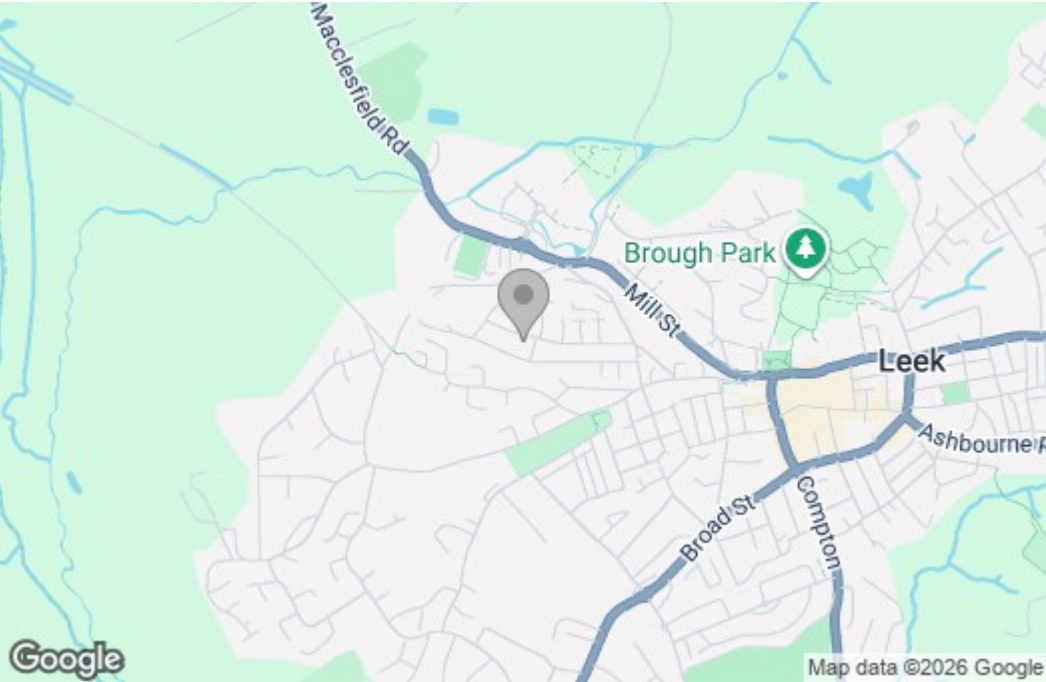 Macclesfield Rd
Brough Park
Mill St
Leek
Ashbourne R
Broad St
Compton
Google
Map data ©2026 Google